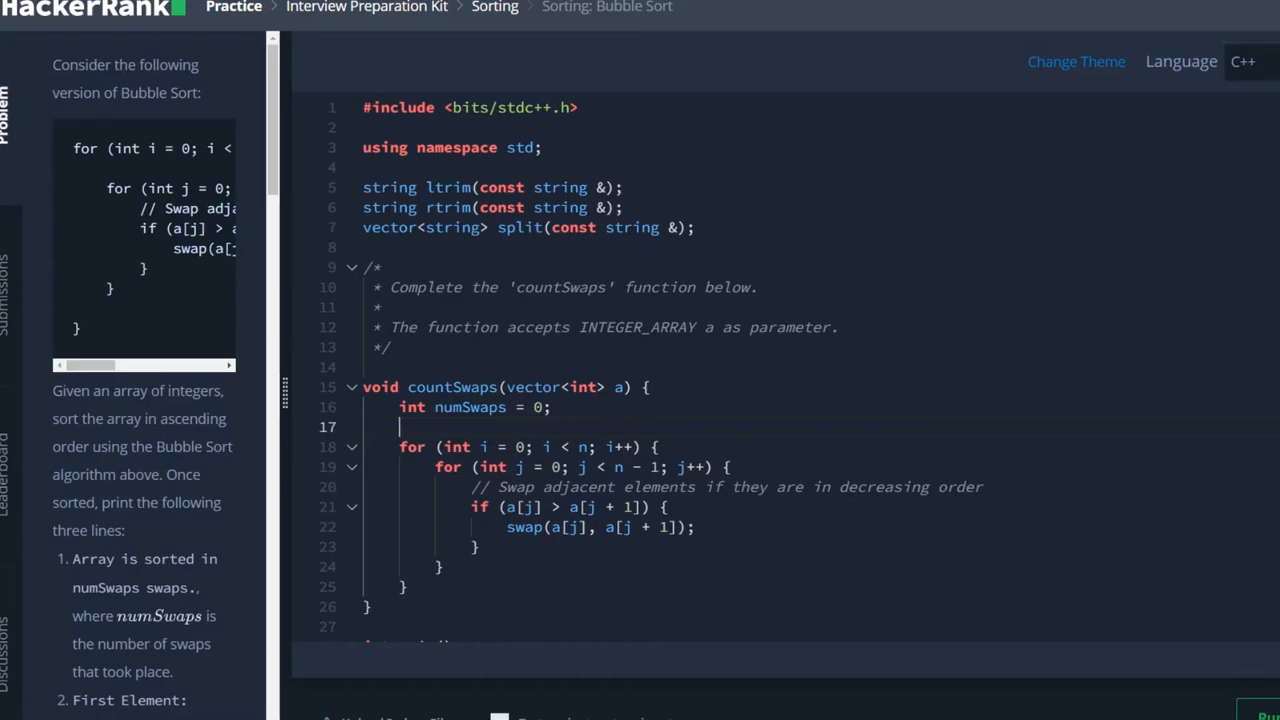 HackerRank
Practice > Interview Preparation Kit > Sorting > Sorting: Bubble Sort
Problem
Submissions
Leaderboard
Discussions
Consider the following
version of Bubble Sort:
for (int i = 0; i <
for (int j = 0;
// Swap adja
if (a[j] > a
swap(a[j
}
}
}
Given an array of integers,
sort the array in ascending
order using the Bubble Sort
algorithm above. Once
sorted, print the following
three lines:
1. Array is sorted in
numSwaps swaps.,
where numSwaps is
the number of swaps
that took place.
2. First Element:
Change Theme Language C++
1 #include <bits/stdc++.h>
2
3 using namespace std;
4
5 string ltrim(const string &);
6 string rtrim(const string &);
7 vector<string> split(const string &);
8
9 /*
10 * Complete the 'countSwaps' function below.
11 *
12 * The function accepts INTEGER_ARRAY a as parameter.
13 */
14
15 void countSwaps(vector<int> a) {
16 int numSwaps = 0;
17
18 for (int i = 0; i < n; i++) {
19 for (int j = 0; j < n - 1; j++) {
20 // Swap adjacent elements if they are in decreasing order
21 if (a[j] > a[j + 1]) {
22 swap(a[j], a[j + 1]);
23 }
24 }
25 }
26 }
27